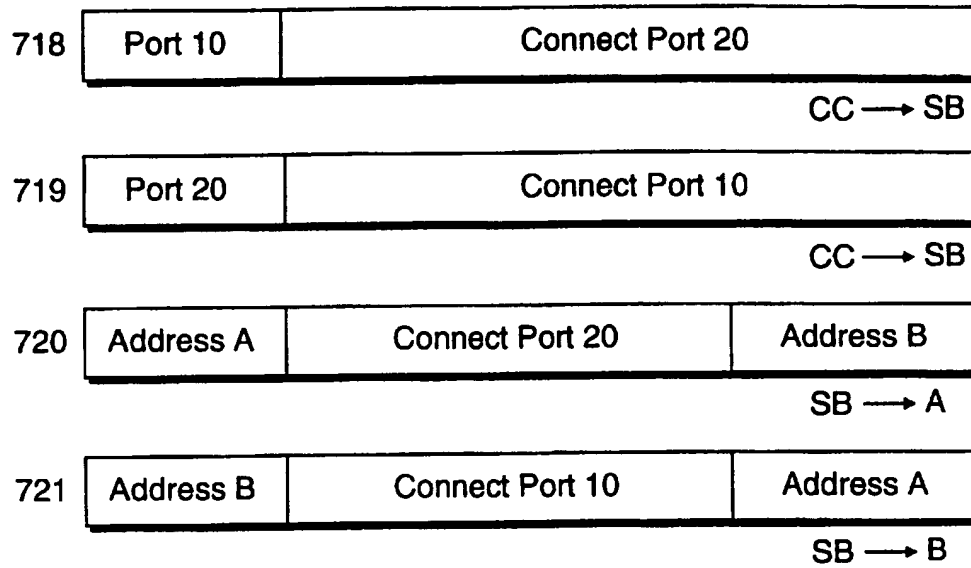 718 Port 10 Connect Port 20
CC → SB
719 Port 20 Connect Port 10
CC → SB
720 Address A Connect Port 20 Address B
SB → A
721 Address B Connect Port 10 Address A
SB → B